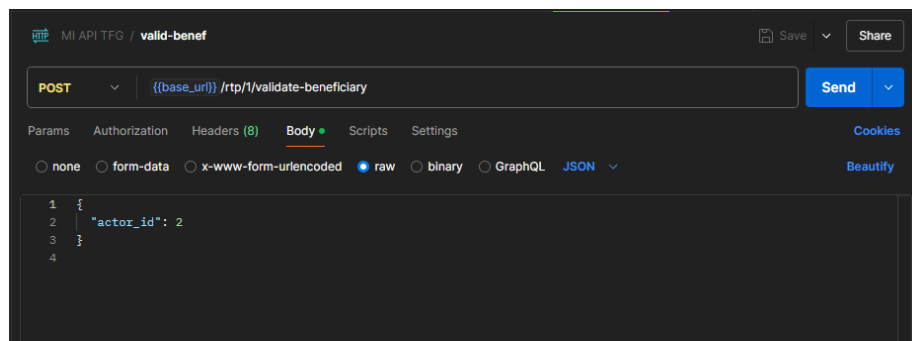 HTTP MI API TFG / valid-benef Save Share
POST {{base_url}} /rtp/1/validate-beneficiary Send
Params Authorization Headers (8) Body Scripts Settings Cookies
none form-data x-www-form-urlencoded raw binary GraphQL JSON Beautify
1 {
2 "actor_id": 2
3 }
4